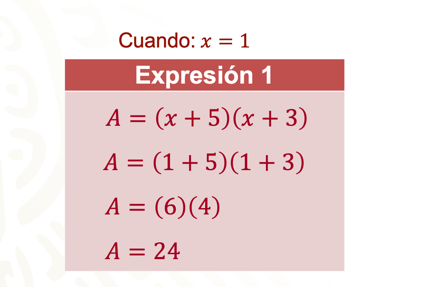 Cuando: x = 1
Expresión 1
A = (x + 5)(x + 3)
A = (1 + 5)(1 + 3)
A = (6)(4)
A = 24